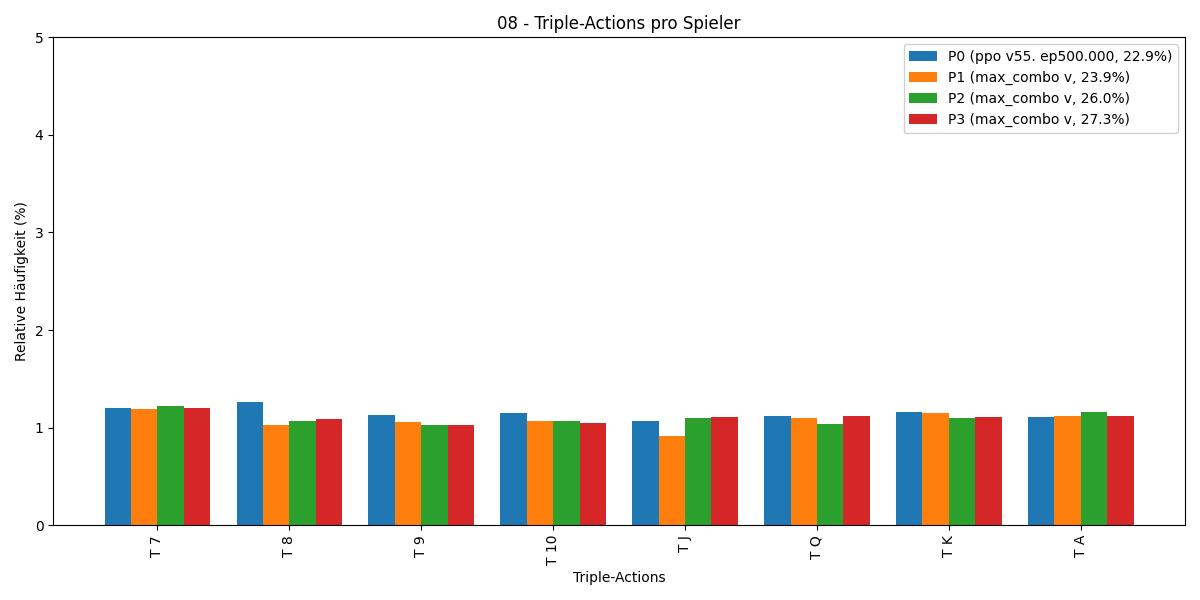 08 - Triple-Actions pro Spieler
P0 (ppo v55. ep500.000, 22.9%)
P1 (max_combo v, 23.9%)
P2 (max_combo v, 26.0%)
P3 (max_combo v, 27.3%)
Relative Häufigkeit (%)
5
4
3
2
1
0
T 7
T 8
T 9
T 10
T J
T Q
T K
T A
Triple-Actions